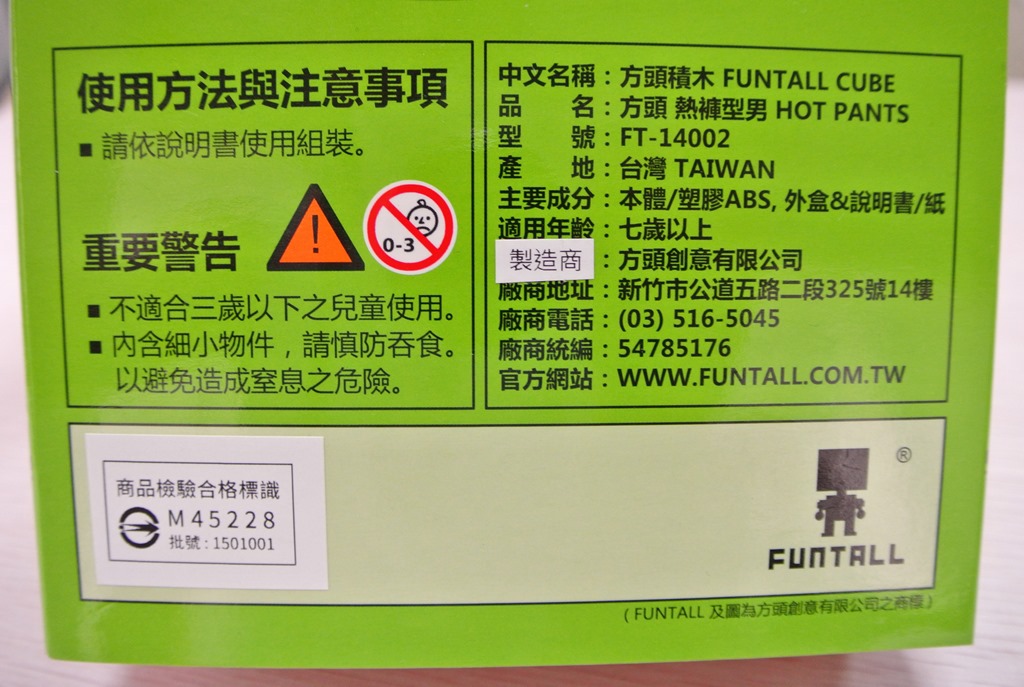 使用方法與注意事項
■ 請依說明書使用組裝。
重要警告
!
0-3
■ 不適合三歲以下之兒童使用。
■ 內含細小物件，請慎防吞食。
以避免造成窒息之危險。
中文名稱：方頭積木 FUNTALL CUBE
品 名：方頭 熱褲型男 HOT PANTS
型 號：FT-14002
產 地：台灣 TAIWAN
主要成分：本體/塑膠ABS, 外盒&說明書/紙
適用年齡：七歲以上
製造商：方頭創意有限公司
廠商地址：新竹市公道五路二段325號14樓
廠商電話：(03) 516-5045
廠商統編：54785176
官方網站：WWW.FUNTALL.COM.TW
商品檢驗合格標識
M45228
批號：1501001
®
FUNTALL
( FUNTALL 及圖為方頭創意有限公司之商標 )